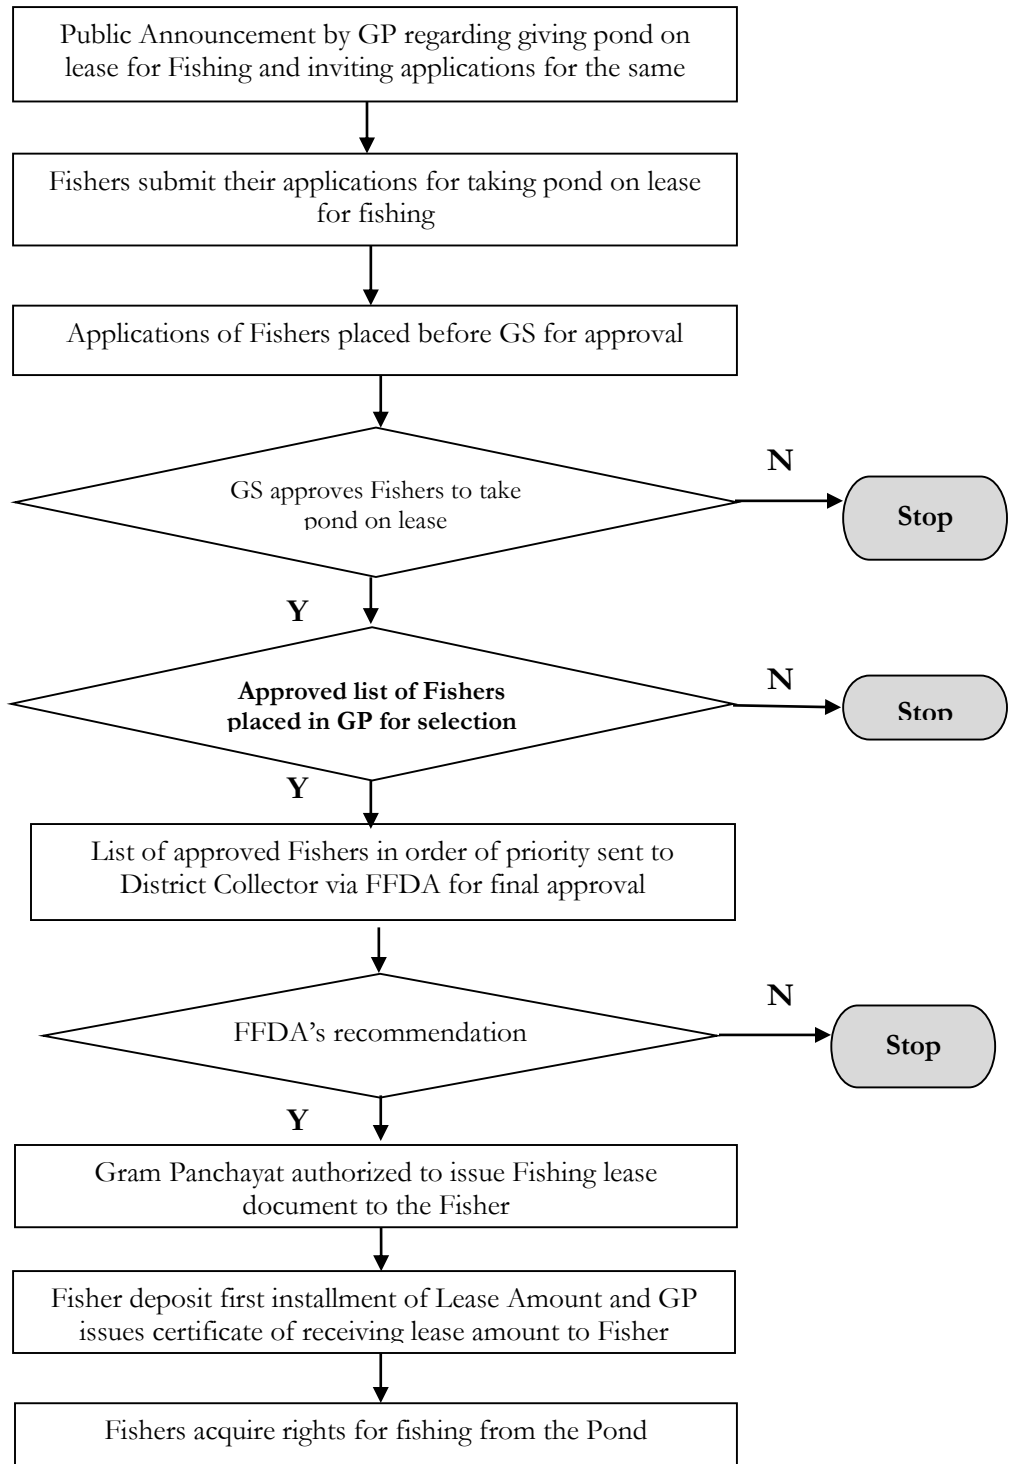 Public Announcement by GP regarding giving pond on
lease for Fishing and inviting applications for the same
Fishers submit their applications for taking pond on lease
for fishing
Applications of Fishers placed before GS for approval
GS approves Fishers to take
pond on lease
N
Stop
Y
Approved list of Fishers
placed in GP for selection
N
Stop
Y
List of approved Fishers in order of priority sent to
District Collector via FFDA for final approval
FFDA's recommendation
N
Stop
Y
Gram Panchayat authorized to issue Fishing lease
document to the Fisher
Fisher deposit first installment of Lease Amount and GP
issues certificate of receiving lease amount to Fisher
Fishers acquire rights for fishing from the Pond